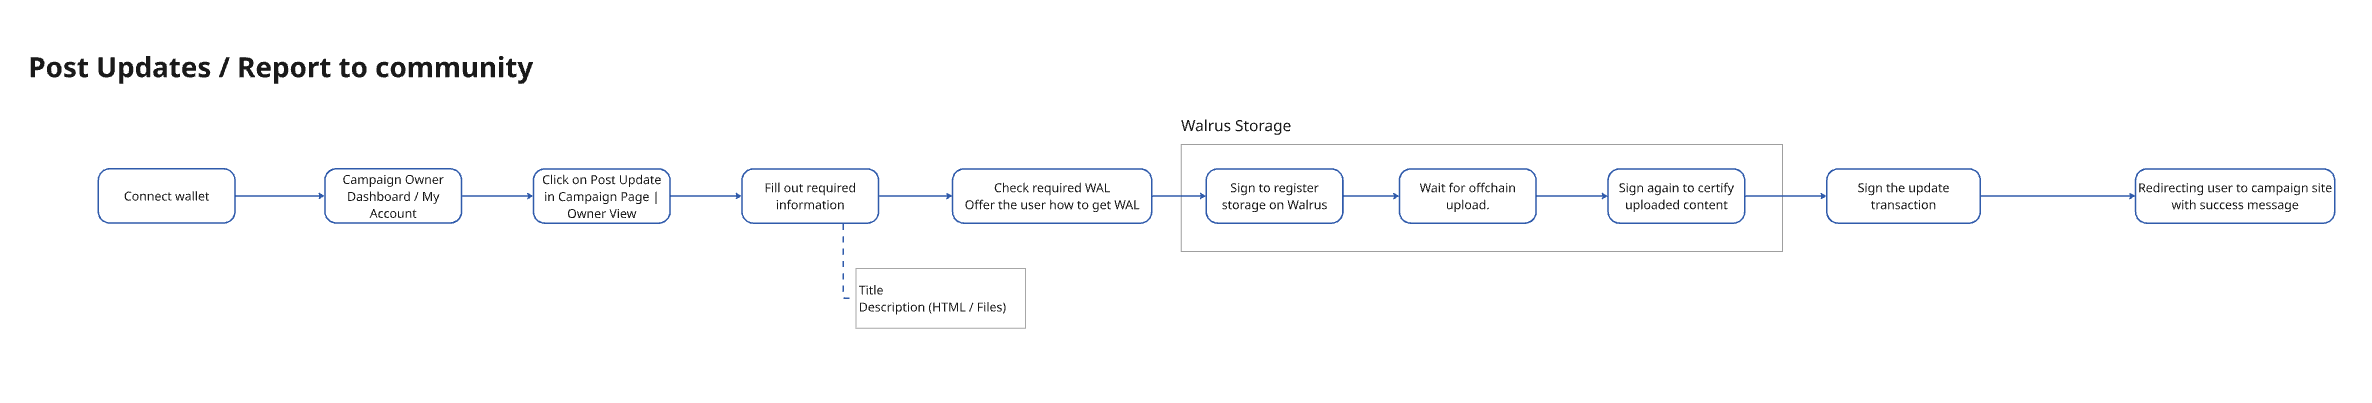 Post Updates / Report to community
Walrus Storage
Connect wallet
Campaign Owner
Dashboard / My
Account
Click on Post Update
in Campaign Page |
Owner View
Fill out required
information
Check required WAL
Offer the user how to get WAL
Sign to register
storage on Walrus
Wait for offchain
upload.
Sign again to certify
uploaded content
Sign the update
transaction
Redirecting user to campaign site
with success message
Title
Description (HTML / Files)